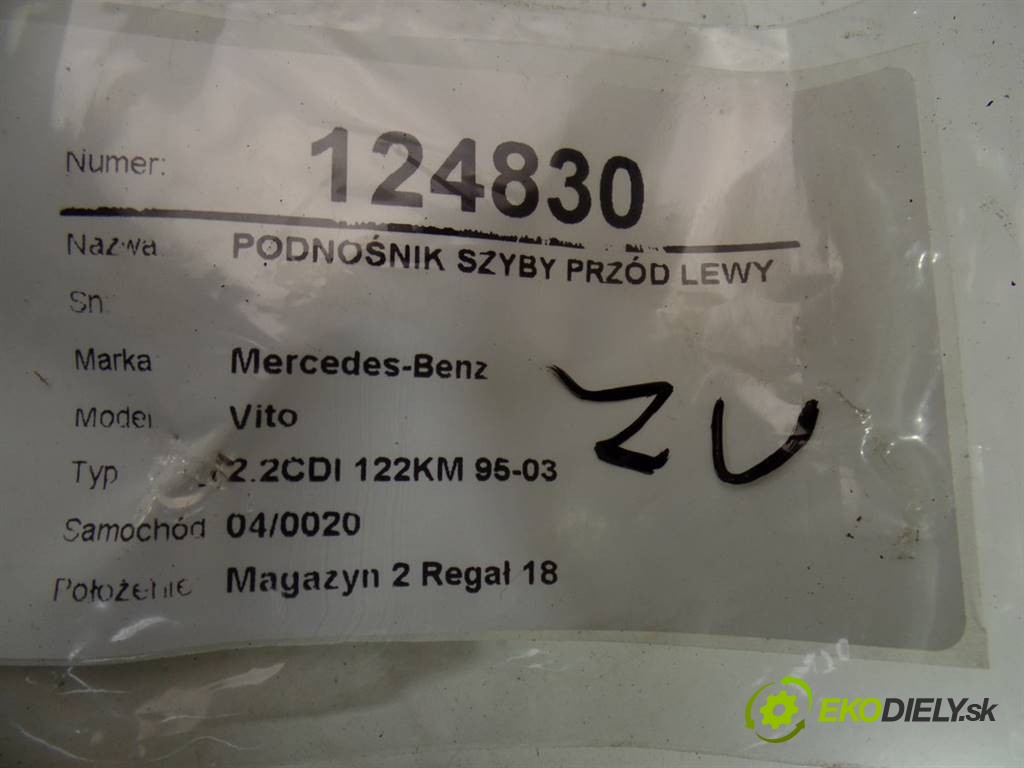 Numer: 124830
Nazwa PODNOŚNIK SZYBY PRZÓD LEWY
Sn:
Marka Mercedes-Benz
Model Vito
Typ 2.2CDI 122KM 95-03
ZU
Samochód 04/0020
Położenie Magazyn 2 Regał 18
EKODIELY.sk